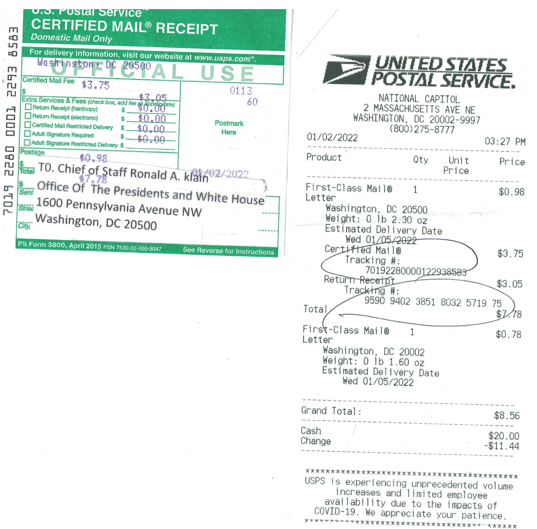 U.S. Postal Service™
CERTIFIED MAIL® RECEIPT
Domestic Mail Only
For delivery information, visit our website at www.usps.com®.
Washington, DC 20500
OFFICIAL USE
Certified Mail Fee
$3.75
$
$3.05
0113
60
Extra Services & Fees (check box, add fee as appropriate)
Return Receipt (hardcopy) $ $0.00
Return Receipt (electronic) $ $0.00
Certified Mail Restricted Delivery $ $0.00
Adult Signature Required $ $0.00
Adult Signature Restricted Delivery $ $0.00
Postmark
Here
Postage
$0.98
$
Total
01/02/2022
$7.78
$
TO. Chief of Staff Ronald A. klain
Office Of The Presidents and White House
1600 Pennsylvania Avenue NW
Washington, DC 20500
Sent
Stree
City,
PS Form 3800, April 2015 PSN 7530-02-000-9047 See Reverse for Instructions
7019 2280 0001 2293 8583
UNITED STATES
POSTAL SERVICE.
NATIONAL CAPITOL
2 MASSACHUSETTS AVE NE
WASHINGTON, DC 20002-9997
(800)275-8777
01/02/2022 03:27 PM
Product Qty Unit Price
Price
First-Class Mail® 1 $0.98
Letter
Washington, DC 20500
Weight: 0 lb 2.30 oz
Estimated Delivery Date
Wed 01/05/2022
Certified Mail® $3.75
Tracking #:
70192280000122938583
Return Receipt $3.05
Tracking #:
9590 9402 3851 8032 5719 75
Total $7.78
First-Class Mail® 1 $0.78
Letter
Washington, DC 20002
Weight: 0 lb 1.60 oz
Estimated Delivery Date
Wed 01/05/2022
Grand Total: $8.56
Cash $20.00
Change -$11.44
USPS is experiencing unprecedented volume
increases and limited employee
availability due to the impacts of
COVID-19. We appreciate your patience.